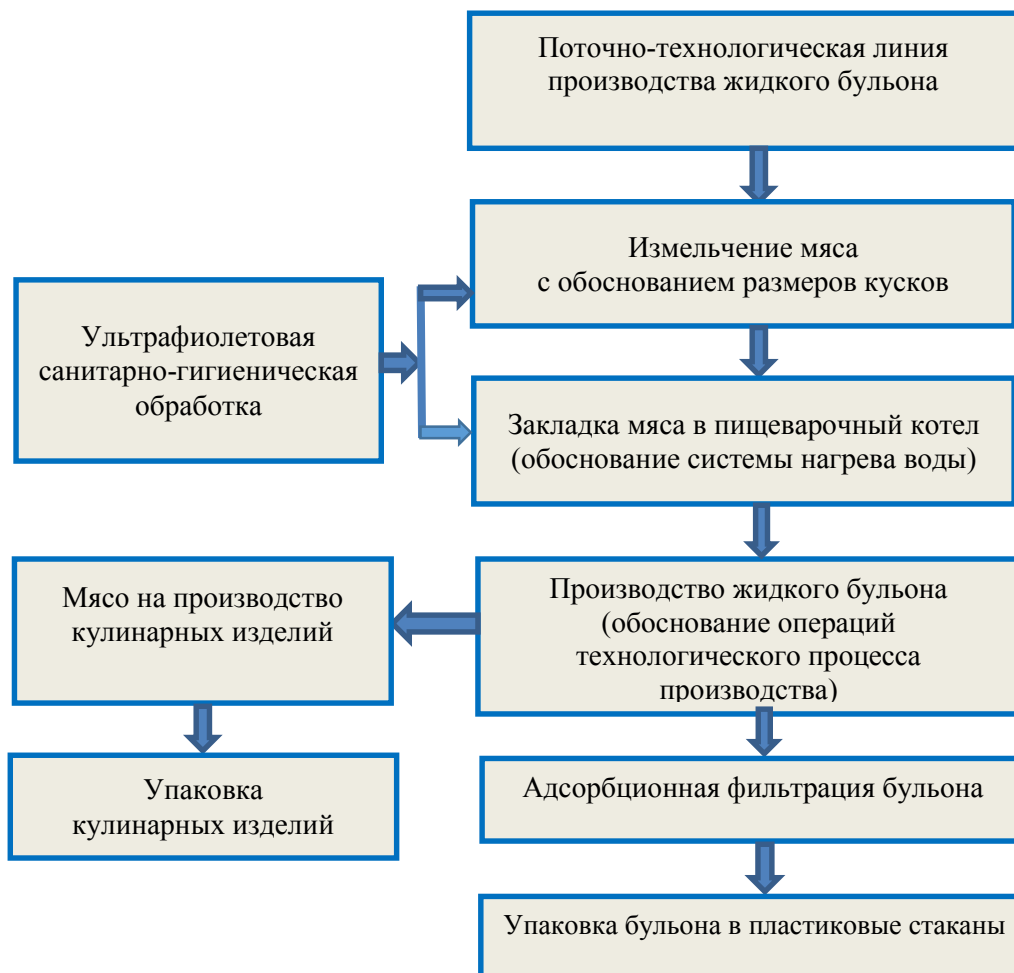 Поточно-технологическая линия
производства жидкого бульона
Измельчение мяса
с обоснованием размеров кусков
Ультрафиолетовая
санитарно-гигиеническая
обработка
Закладка мяса в пищеварочный котел
(обоснование системы нагрева воды)
Производство жидкого бульона
(обоснование операций
технологического процесса
производства)
Мясо на производство
кулинарных изделий
Упаковка
кулинарных изделий
Адсорбционная фильтрация бульона
Упаковка бульона в пластиковые стаканы